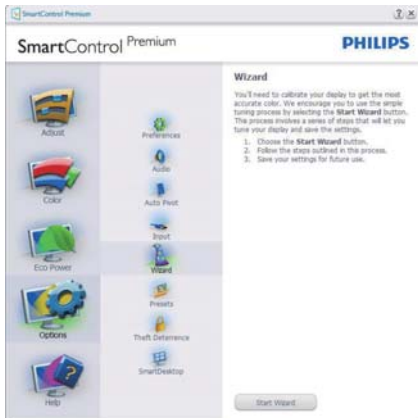 SmartControl Premium
SmartControl Premium
PHILIPS
Adjust
Color
Eco Power
Options
Help
Preferences
Audio
Auto Pivot
Input
Wizard
Presets
Theft Deterrence
SmartDesktop
Wizard
You'll need to calibrate your display to get the most
accurate color. We encourage you to use the simple
tuning process by selecting the Start Wizard button.
This process involves a series of steps that will let you
tune your display and save the settings.
1. Choose the Start Wizard button.
2. Follow the steps outlined in this process.
3. Save your settings for future use.
Start Wizard